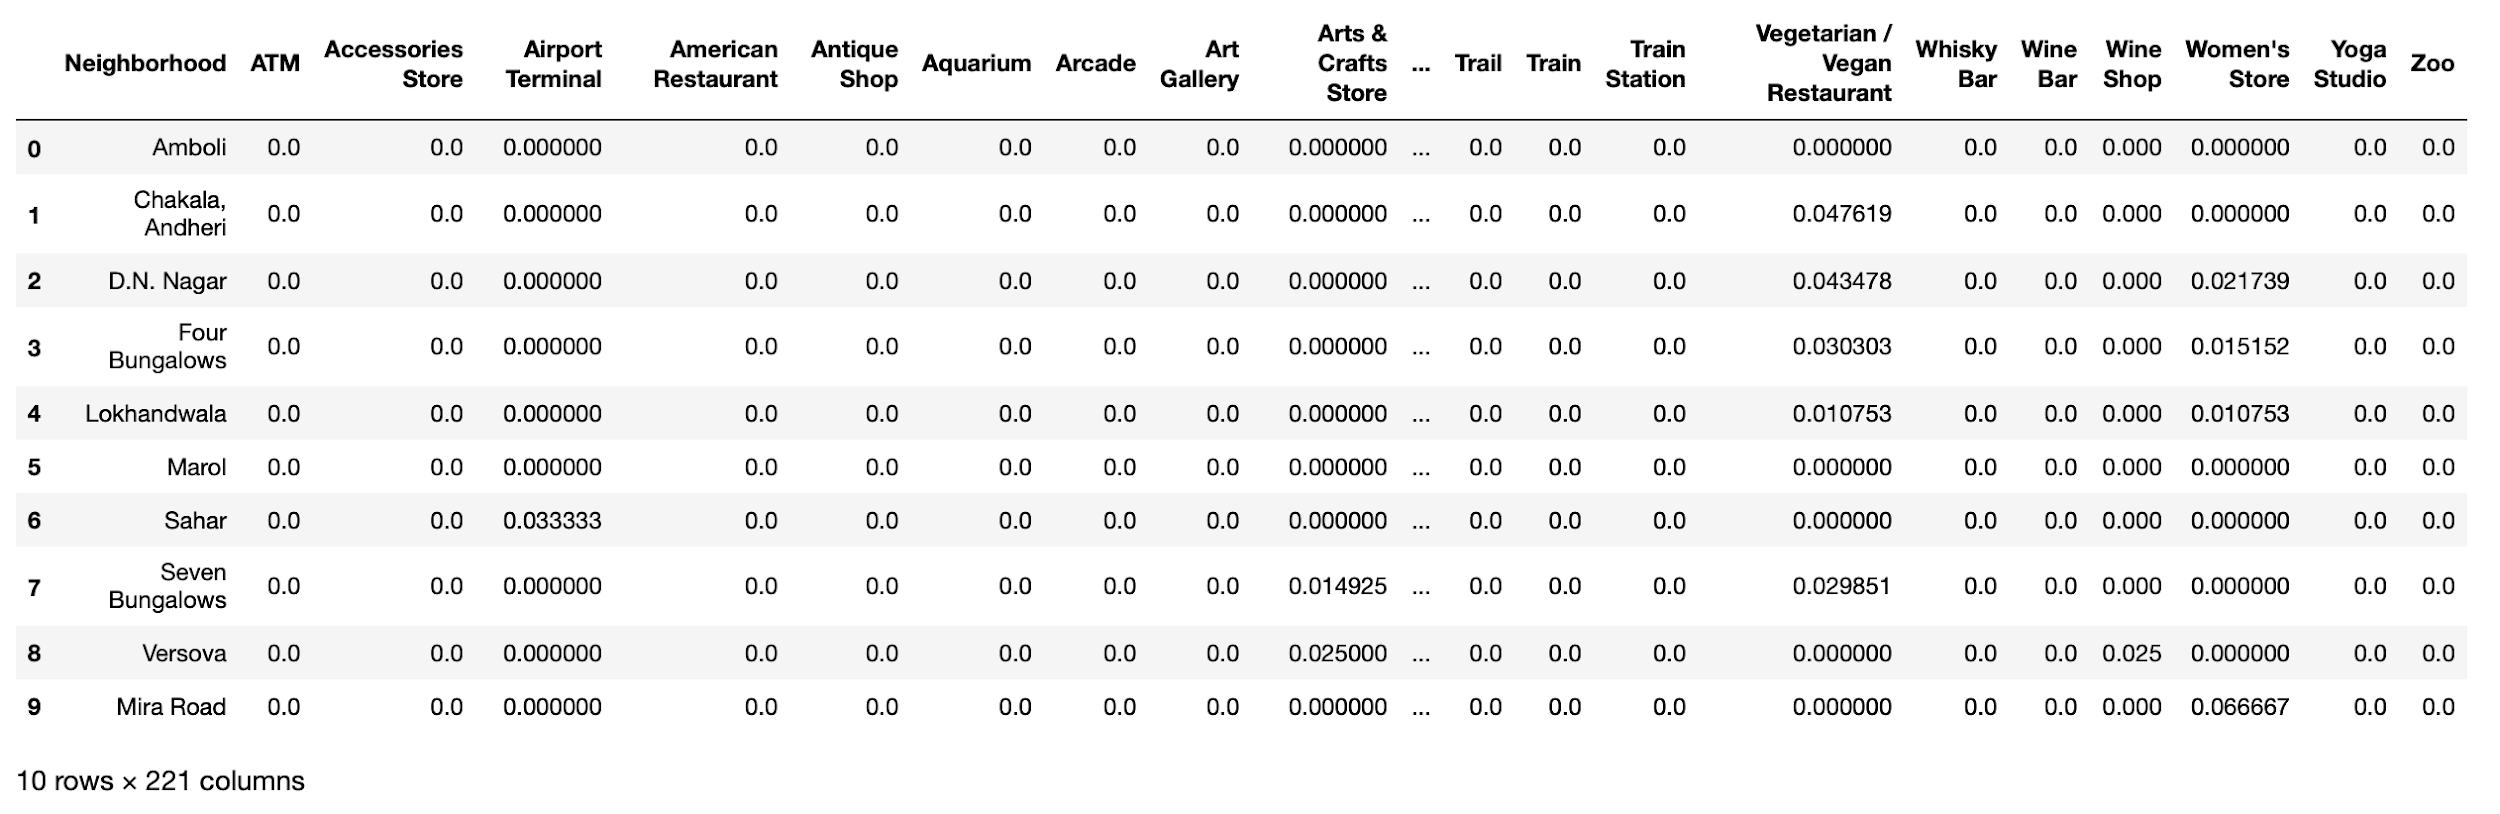 Neighborhood ATM Accessories Store Airport Terminal American Restaurant Antique Shop Aquarium Arcade Art Gallery Arts & Crafts Store ... Trail Train Train Station Vegetarian / Vegan Restaurant Whisky Bar Wine Bar Wine Shop Women's Store Yoga Studio Zoo
0 Amboli 0.0 0.0 0.000000 0.0 0.0 0.0 0.0 0.0 0.000000 ... 0.0 0.0 0.0 0.000000 0.0 0.0 0.000 0.000000 0.0 0.0
1 Chakala, Andheri 0.0 0.0 0.000000 0.0 0.0 0.0 0.0 0.0 0.000000 ... 0.0 0.0 0.0 0.047619 0.0 0.0 0.000 0.000000 0.0 0.0
2 D.N. Nagar 0.0 0.0 0.000000 0.0 0.0 0.0 0.0 0.0 0.000000 ... 0.0 0.0 0.0 0.043478 0.0 0.0 0.000 0.021739 0.0 0.0
3 Four Bungalows 0.0 0.0 0.000000 0.0 0.0 0.0 0.0 0.0 0.000000 ... 0.0 0.0 0.0 0.030303 0.0 0.0 0.000 0.015152 0.0 0.0
4 Lokhandwala 0.0 0.0 0.000000 0.0 0.0 0.0 0.0 0.0 0.000000 ... 0.0 0.0 0.0 0.010753 0.0 0.0 0.000 0.010753 0.0 0.0
5 Marol 0.0 0.0 0.000000 0.0 0.0 0.0 0.0 0.0 0.000000 ... 0.0 0.0 0.0 0.000000 0.0 0.0 0.000 0.000000 0.0 0.0
6 Sahar 0.0 0.0 0.033333 0.0 0.0 0.0 0.0 0.0 0.000000 ... 0.0 0.0 0.0 0.000000 0.0 0.0 0.000 0.000000 0.0 0.0
7 Seven Bungalows 0.0 0.0 0.000000 0.0 0.0 0.0 0.0 0.0 0.014925 ... 0.0 0.0 0.0 0.029851 0.0 0.0 0.000 0.000000 0.0 0.0
8 Versova 0.0 0.0 0.000000 0.0 0.0 0.0 0.0 0.0 0.025000 ... 0.0 0.0 0.0 0.000000 0.0 0.0 0.025 0.000000 0.0 0.0
9 Mira Road 0.0 0.0 0.000000 0.0 0.0 0.0 0.0 0.0 0.000000 ... 0.0 0.0 0.0 0.000000 0.0 0.0 0.000 0.066667 0.0 0.0
10 rows × 221 columns